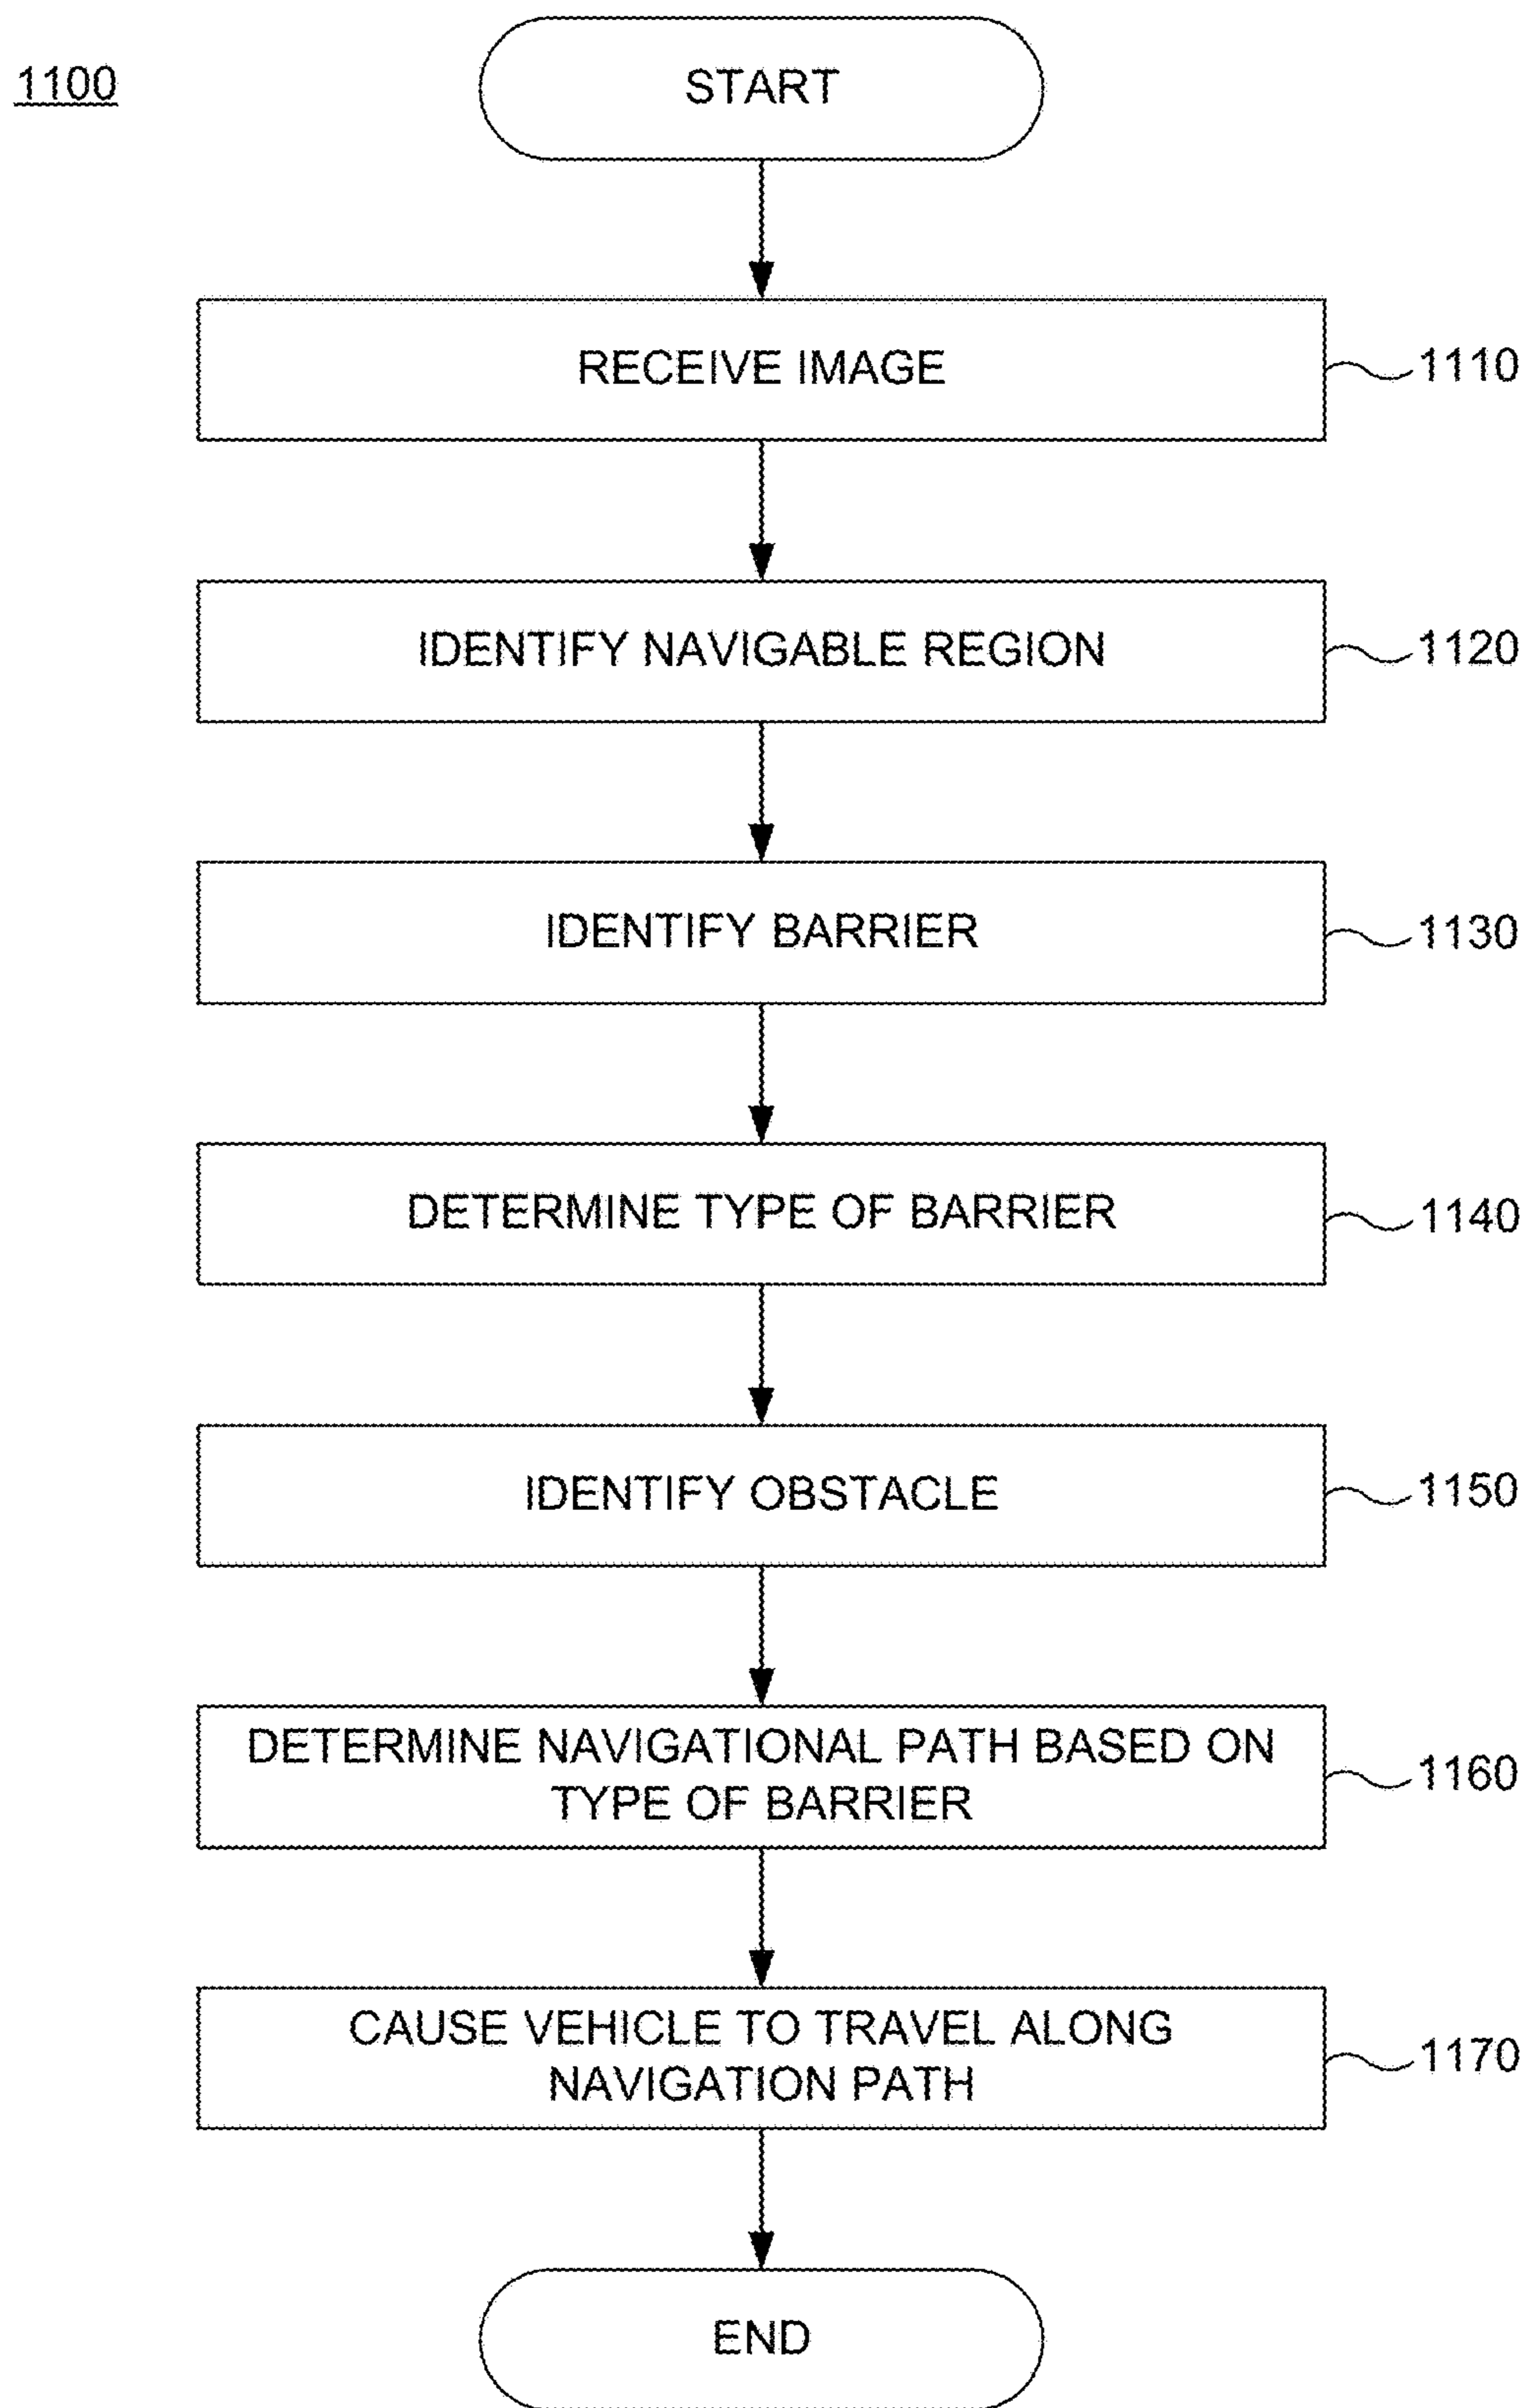 1100
START
RECEIVE IMAGE
1110
IDENTIFY NAVIGABLE REGION
1120
IDENTIFY BARRIER
1130
DETERMINE TYPE OF BARRIER
1140
IDENTIFY OBSTACLE
1150
DETERMINE NAVIGATIONAL PATH BASED ON
TYPE OF BARRIER
1160
CAUSE VEHICLE TO TRAVEL ALONG
NAVIGATION PATH
1170
END